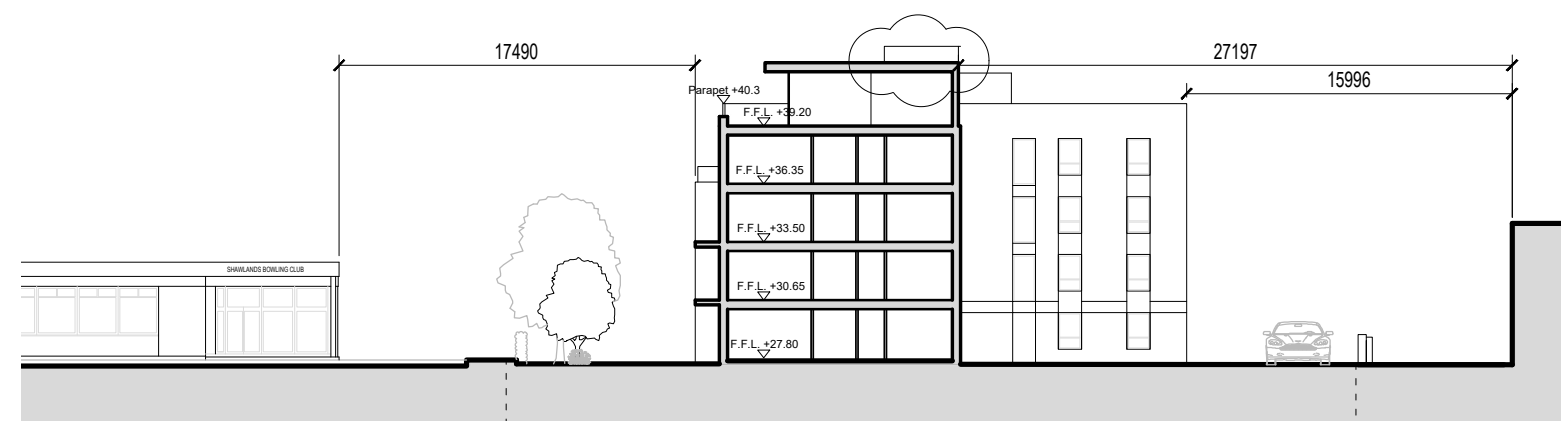 17490
27197
15996
Parapet +40.3
F.F.L. +39.20
F.F.L. +36.35
F.F.L. +33.50
SHAWLANDS BOWLING CLUB
F.F.L. +30.65
F.F.L. +27.80